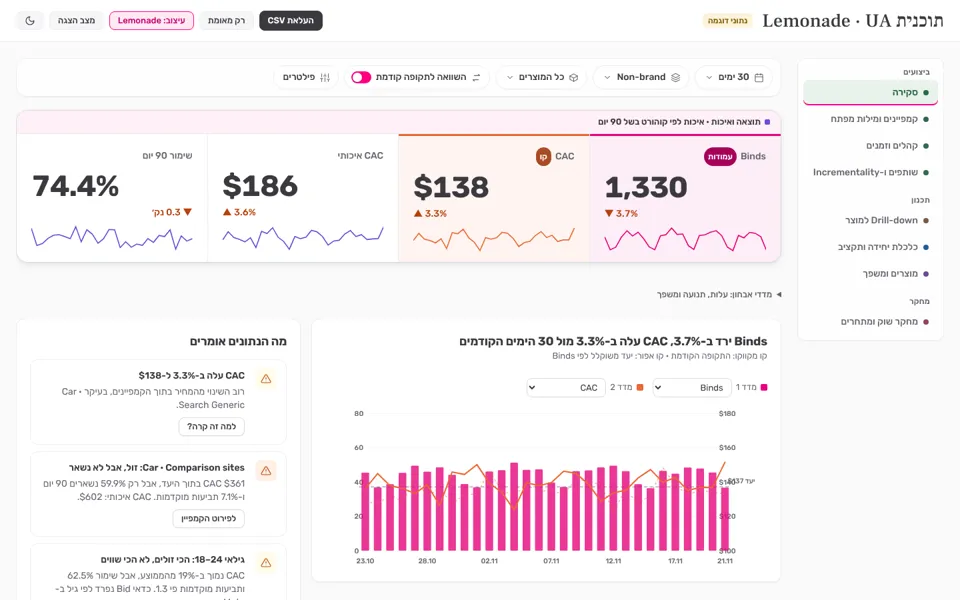 תוכנית Lemonade · UA
נתוני דוגמה
העלאת CSV
רק מאומת
עיצוב: Lemonade
מצב הצגה
ביצועים
סקירה
קמפיינים ומילות מפתח
קהלים וזמנים
שותפים ו-Incrementality
תכנון
Drill-down למוצר
כלכלת יחידה ותקציב
מוצרים ומשפך
מחקר
מחקר שוק ומתחרים
30 ימים
Non-brand
כל המוצרים
השוואה לתקופה קודמת
פילטרים
תוצאה ואיכות · איכות לפי קוהורט בשל 90 יום
Binds
עמודות
1,330
▼ 3.7%
CAC
קו
$138
▲ 3.3%
CAC איכותי
$186
▲ 3.6%
שימור 90 יום
74.4%
▼ 0.3 נק׳
מדדי אבחון: עלות, תנועה ומשפך
Binds ירד ב-3.7%, CAC עלה ב-3.3% מול 30 הימים הקודמים
קו מקווקו: התקופה הקודמת · קו אפור: יעד משוקלל לפי Binds
מדד 1
Binds
מדד 2
CAC
80
60
40
20
0
$180
$160
$140
$120
$100
יעד $137
23.10
28.10
02.11
07.11
12.11
17.11
21.11
מה הנתונים אומרים
CAC עלה ב-3.3% ל-$138
רוב השינוי מהמחיר בתוך הקמפיינים, בעיקר Car ·
Search Generic.
למה זה קרה?
Car · Comparison sites: זול, אבל לא נשאר
CAC $361 בתוך היעד, אבל רק 59.9% נשארים 90 יום
ו-7.1% תביעות מוקדמות. CAC איכותי: $602.
לפירוט הקמפיין
גילאי 18–24: הכי זולים, לא הכי שווים
CAC נמוך ב-19% מהממוצע, אבל שימור 62.5%
ותביעות מוקדמות פי 1.3. כדאי Bid נפרד לפי גיל ב-